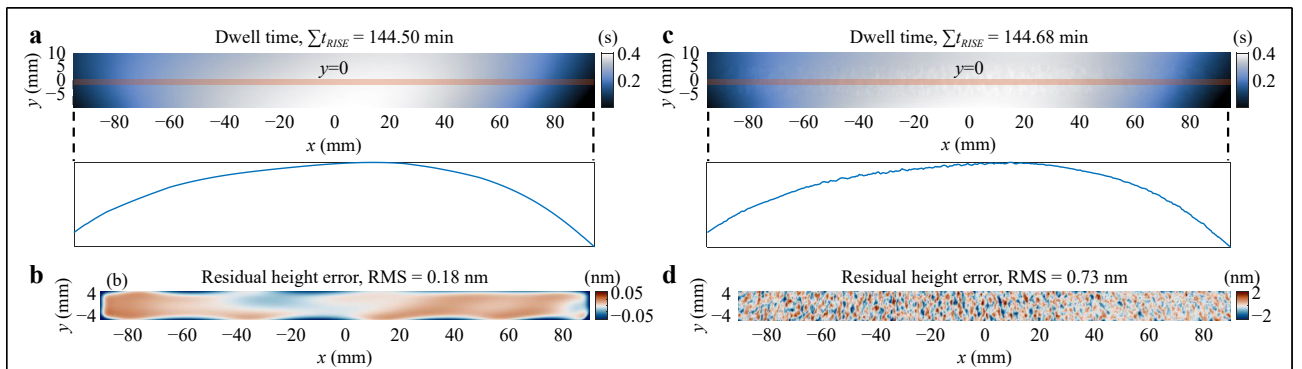 a
Dwell time, ∑t_RISE = 144.50 min
(s)
y (mm)
10
5
0
−5
y=0
0.4
0.2
−80 −60 −40 −20 0 20 40 60 80
x (mm)
b
(b)
Residual height error, RMS = 0.18 nm
(nm)
y (mm)
4
−4
0.05
−0.05
−80 −60 −40 −20 0 20 40 60 80
x (mm)
c
Dwell time, ∑t_RISE = 144.68 min
(s)
y (mm)
10
5
0
−5
y=0
0.4
0.2
−80 −60 −40 −20 0 20 40 60 80
x (mm)
d
Residual height error, RMS = 0.73 nm
(nm)
y (mm)
4
−4
2
−2
−80 −60 −40 −20 0 20 40 60 80
x (mm)